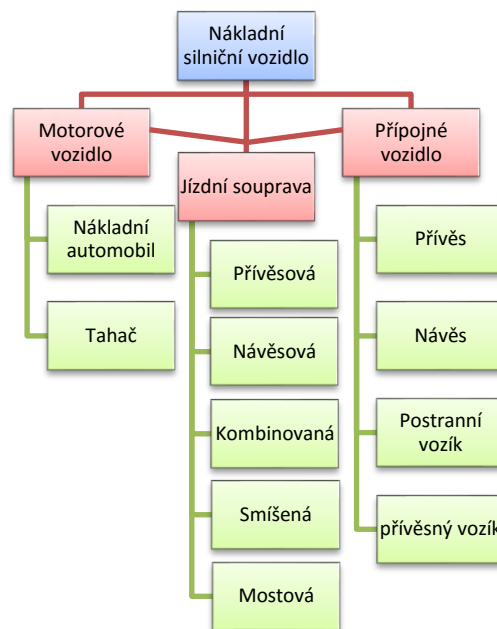 Nákladní
silniční vozidlo
Motorové
vozidlo
Nákladní
automobil
Tahač
Jízdní souprava
Přívěsová
Návěsová
Kombinovaná
Smíšená
Mostová
Přípojné
vozidlo
Přívěs
Návěs
Postranní
vozík
přívěsný vozík